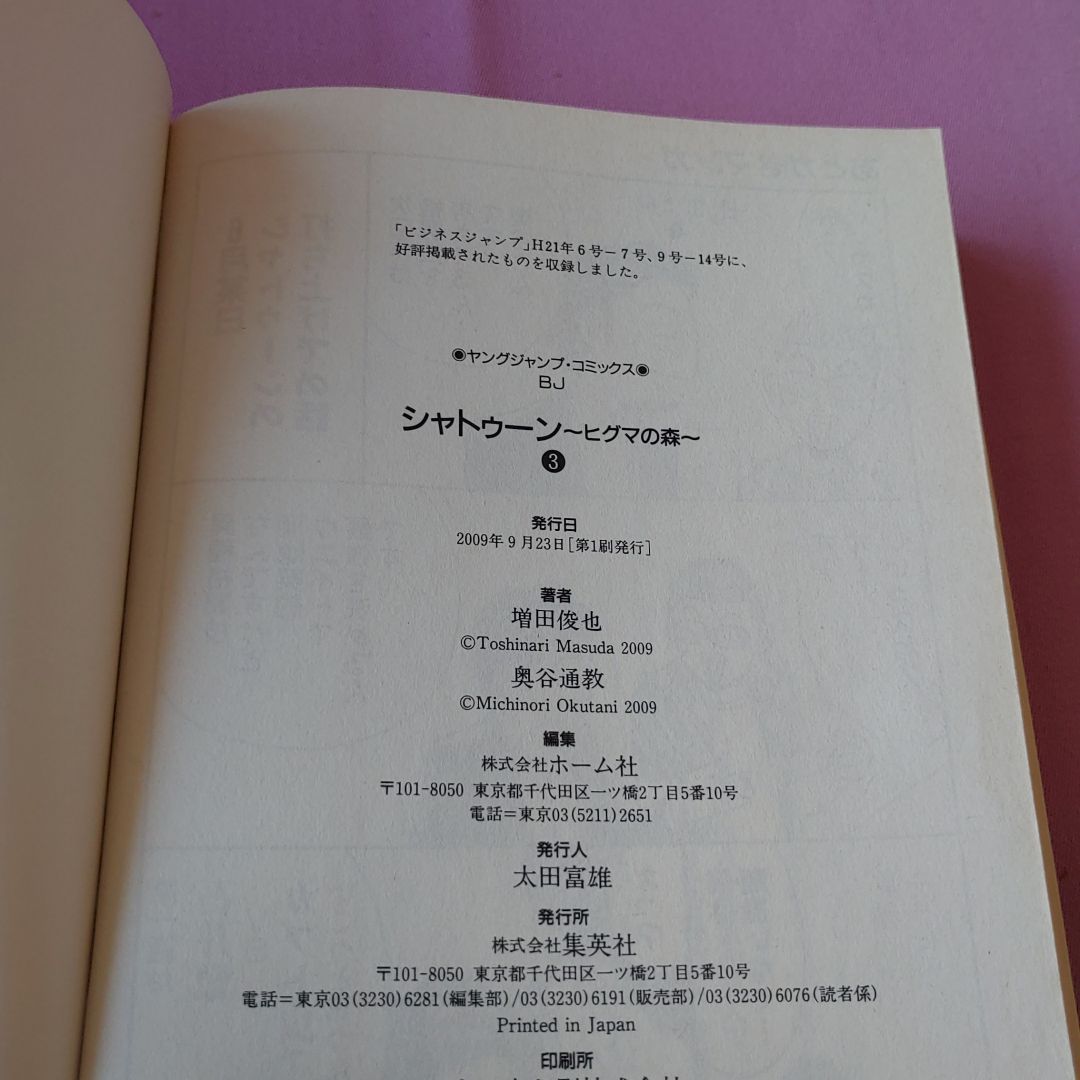 「ビジネスジャンプ」H21年6号－7号、9号－14号に、
好評掲載されたものを収録しました。
◉ヤングジャンプ・コミックス◉
BJ
シャトゥーン～ヒグマの森～
❸
発行日
2009年9月23日[第1刷発行]
著者
増田俊也
©Toshinari Masuda 2009
奥谷通教
©Michinori Okutani 2009
編集
株式会社ホーム社
〒101-8050 東京都千代田区一ツ橋2丁目5番10号
電話＝東京03(5211)2651
発行人
太田富雄
発行所
株式会社集英社
〒101-8050 東京都千代田区一ツ橋2丁目5番10号
電話＝東京03(3230)6281(編集部)/03(3230)6191(販売部)/03(3230)6076(読者係)
Printed in Japan
印刷所